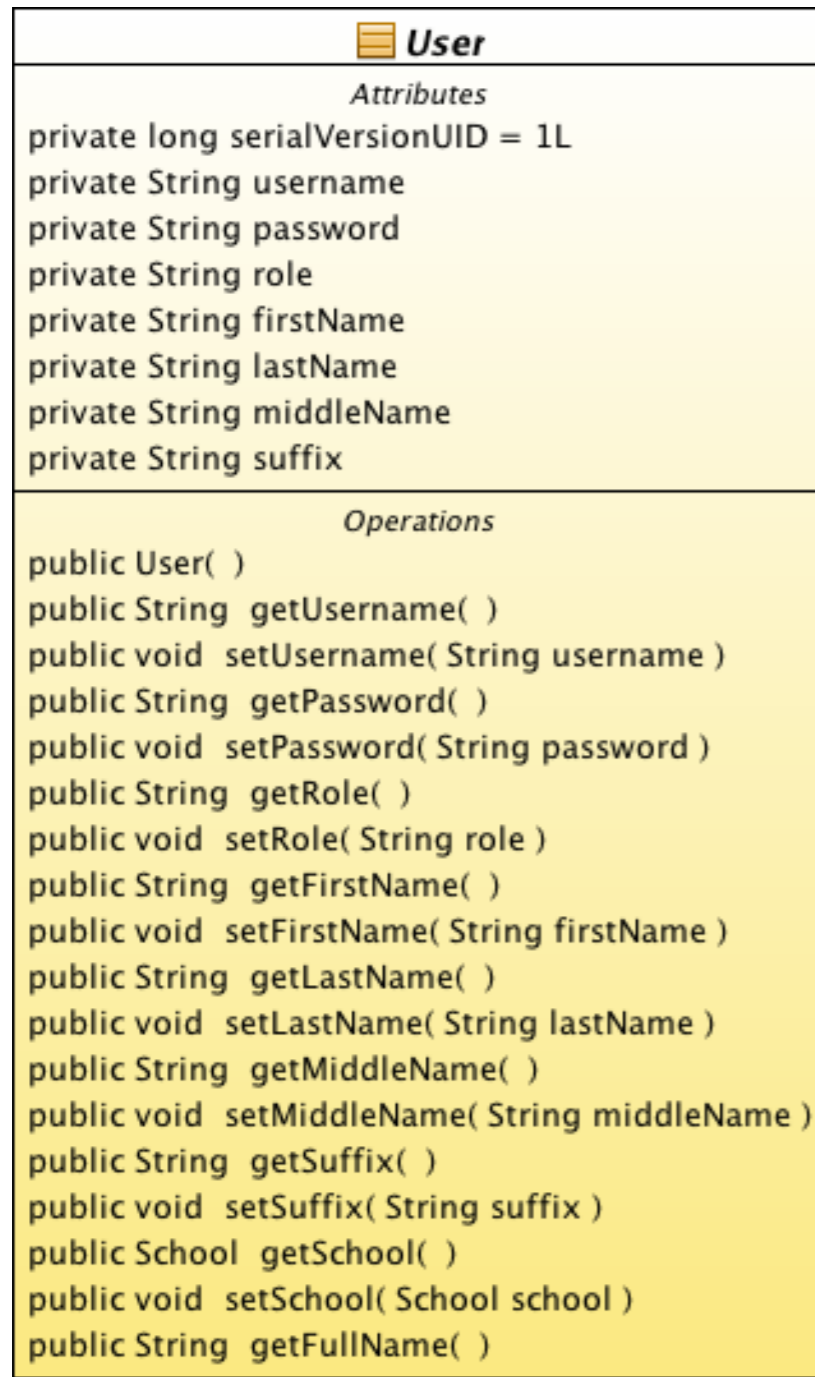 User
Attributes
private long serialVersionUID = 1L
private String username
private String password
private String role
private String firstName
private String lastName
private String middleName
private String suffix
Operations
public User( )
public String  getUsername( )
public void  setUsername( String username )
public String  getPassword( )
public void  setPassword( String password )
public String  getRole( )
public void  setRole( String role )
public String  getFirstName( )
public void  setFirstName( String firstName )
public String  getLastName( )
public void  setLastName( String lastName )
public String  getMiddleName( )
public void  setMiddleName( String middleName )
public String  getSuffix( )
public void  setSuffix( String suffix )
public School  getSchool( )
public void  setSchool( School school )
public String  getFullName( )